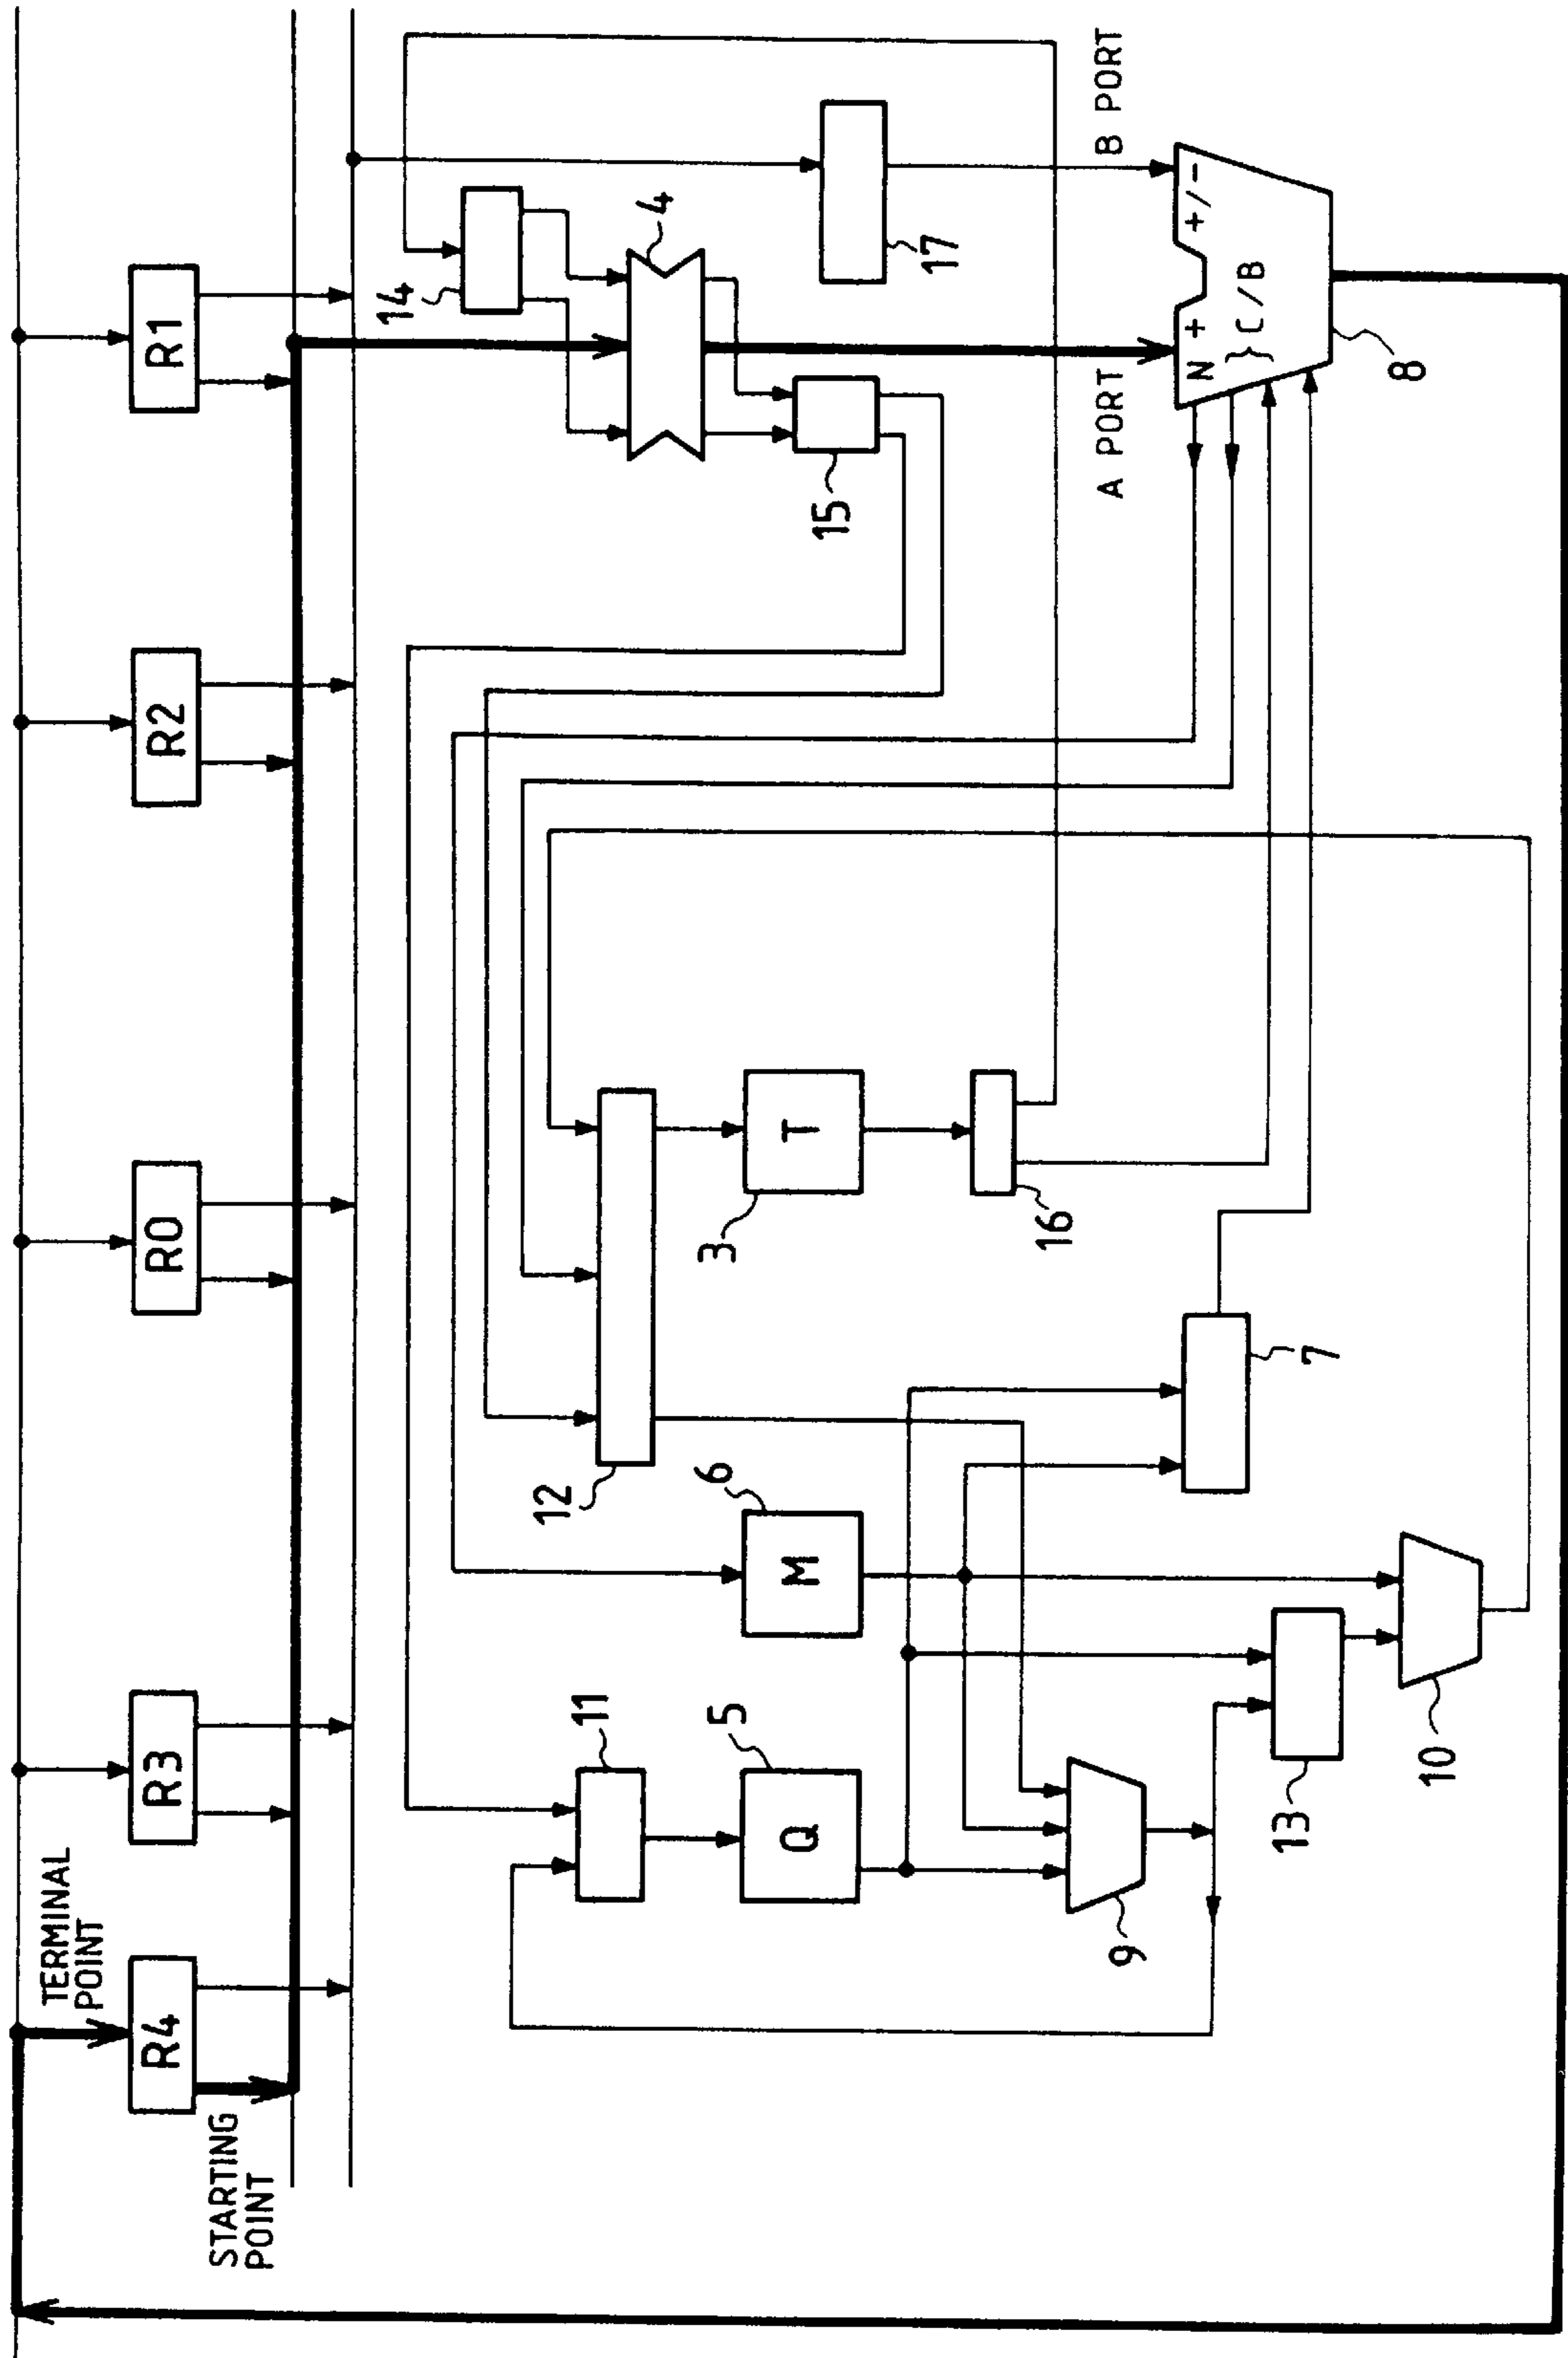 TERMINAL
POINT
STARTING
POINT
R4
R3
R0
R2
R1
14
4
11
12
15
17
5
Q
6
M
3
T
16
A PORT
B PORT
9
13
7
N + +/-
} C/B
10
8